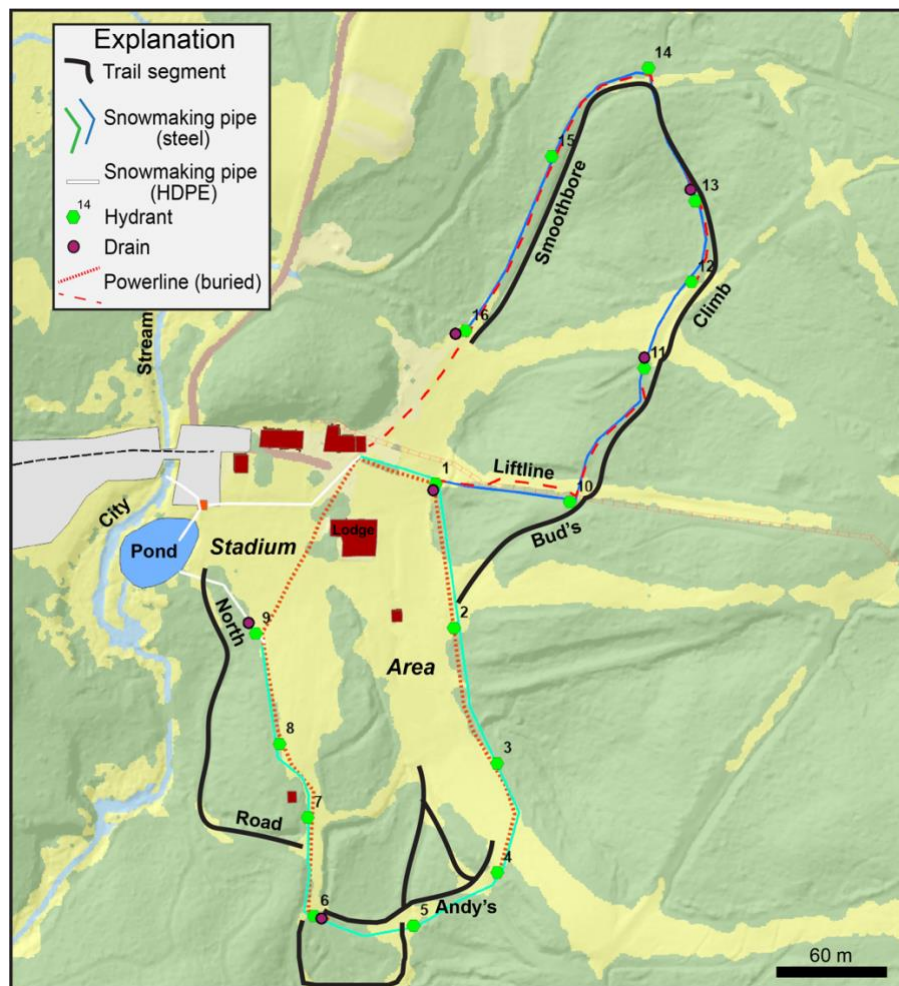 Explanation
Trail segment
Snowmaking pipe
(steel)
Snowmaking pipe
(HDPE)
14
Hydrant
Drain
Powerline (buried)
14
15
13
Smoothbore
12
Climb
16
11
Stream
1
Liftline
10
City
Bud's
Lodge
Pond
Stadium
North
9
2
Area
8
3
7
Road
4
6
5
Andy's
60 m